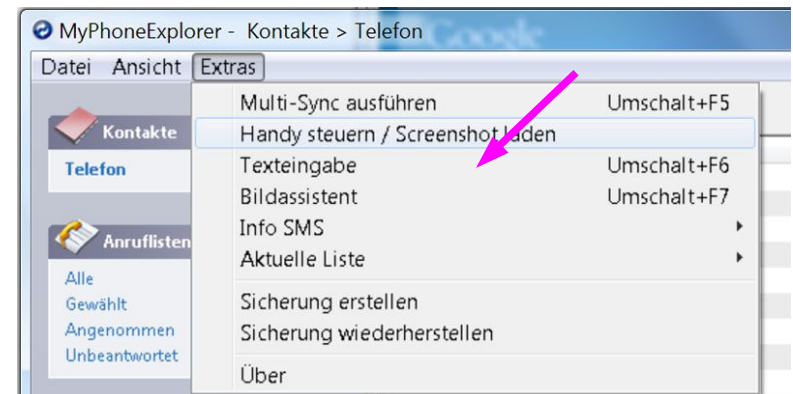 MyPhoneExplorer - Kontakte > Telefon
Google
Datei Ansicht Extras
Multi-Sync ausführen Umschalt+F5
Handy steuern / Screenshot laden
Texteingabe Umschalt+F6
Bildassistent Umschalt+F7
Info SMS
Aktuelle Liste
Sicherung erstellen
Sicherung wiederherstellen
Über
Kontakte
Telefon
Anruflisten
Alle
Gewählt
Angenommen
Unbeantwortet